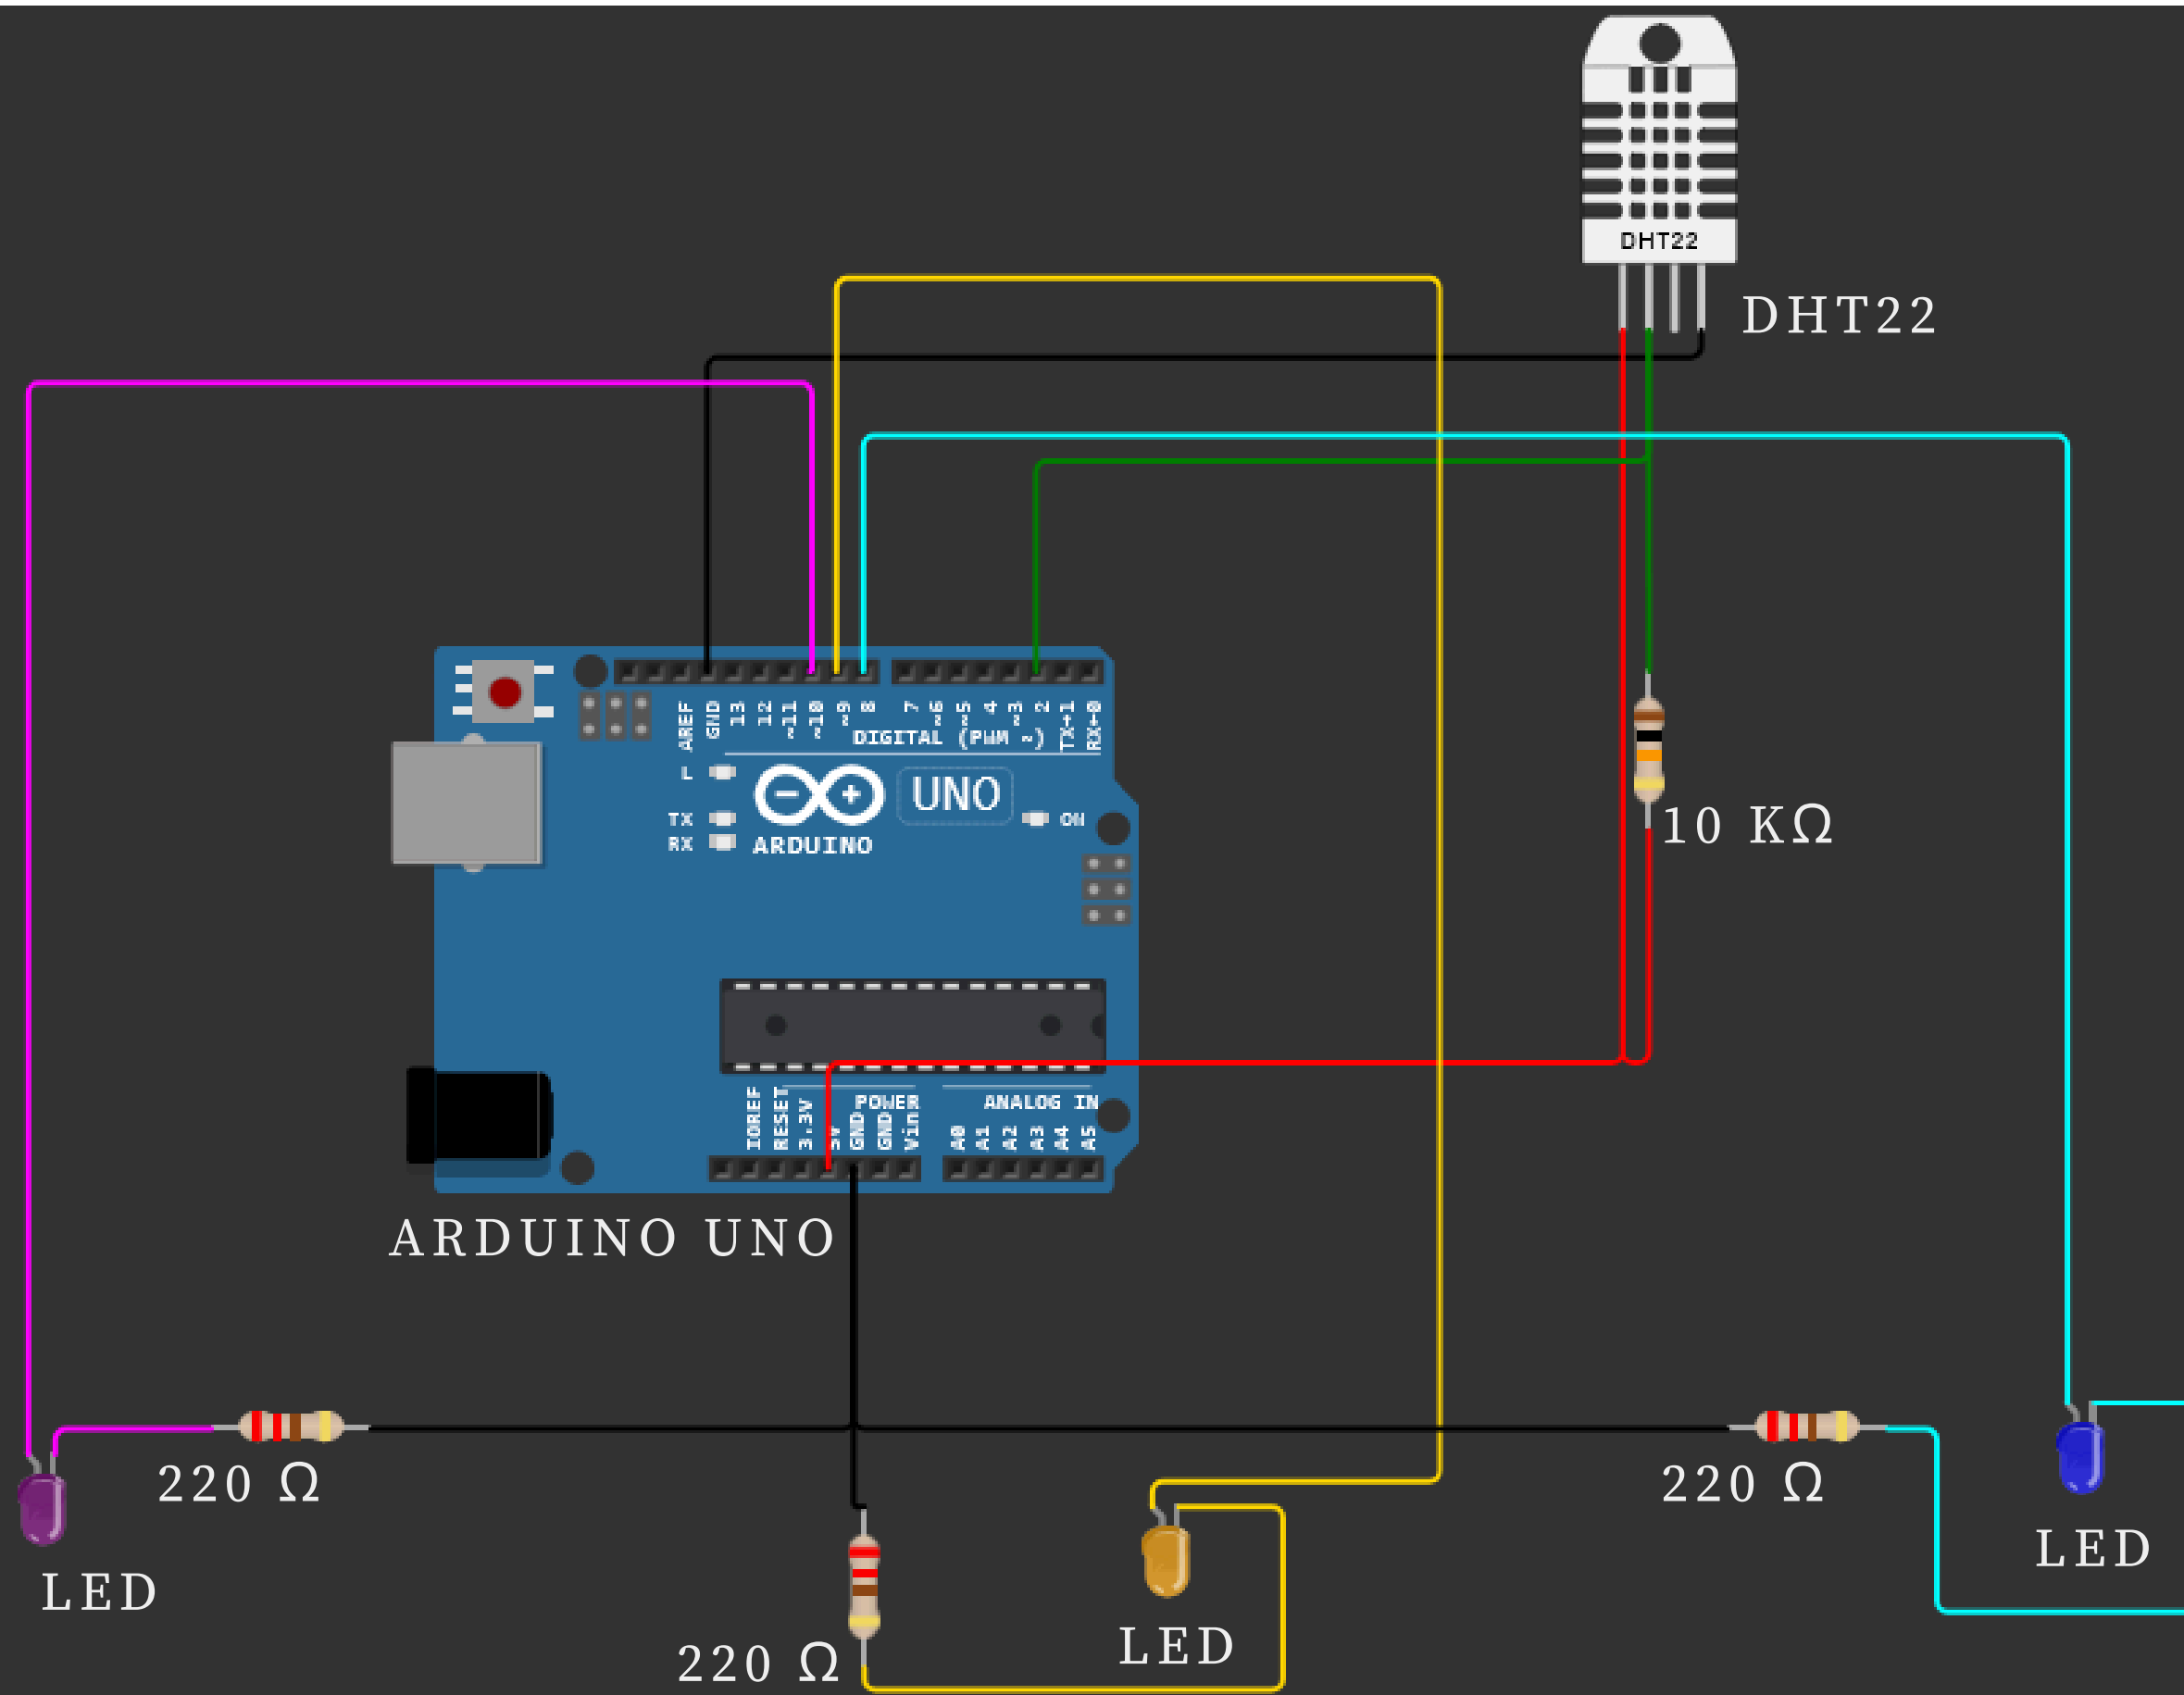 DHT22
DHT22
AREF
GND
13
12
~11
~10
~9
8
7
~6
~5
4
~3
2
TX→1
RX←0
DIGITAL (PWM ~)
L
TX
RX
UNO
ARDUINO
ON
10 KΩ
IOREF
RESET
3.3V
5V
GND
GND
Vin
POWER
ANALOG IN
A0
A1
A2
A3
A4
A5
ARDUINO UNO
220 Ω
220 Ω
LED
LED
LED
220 Ω